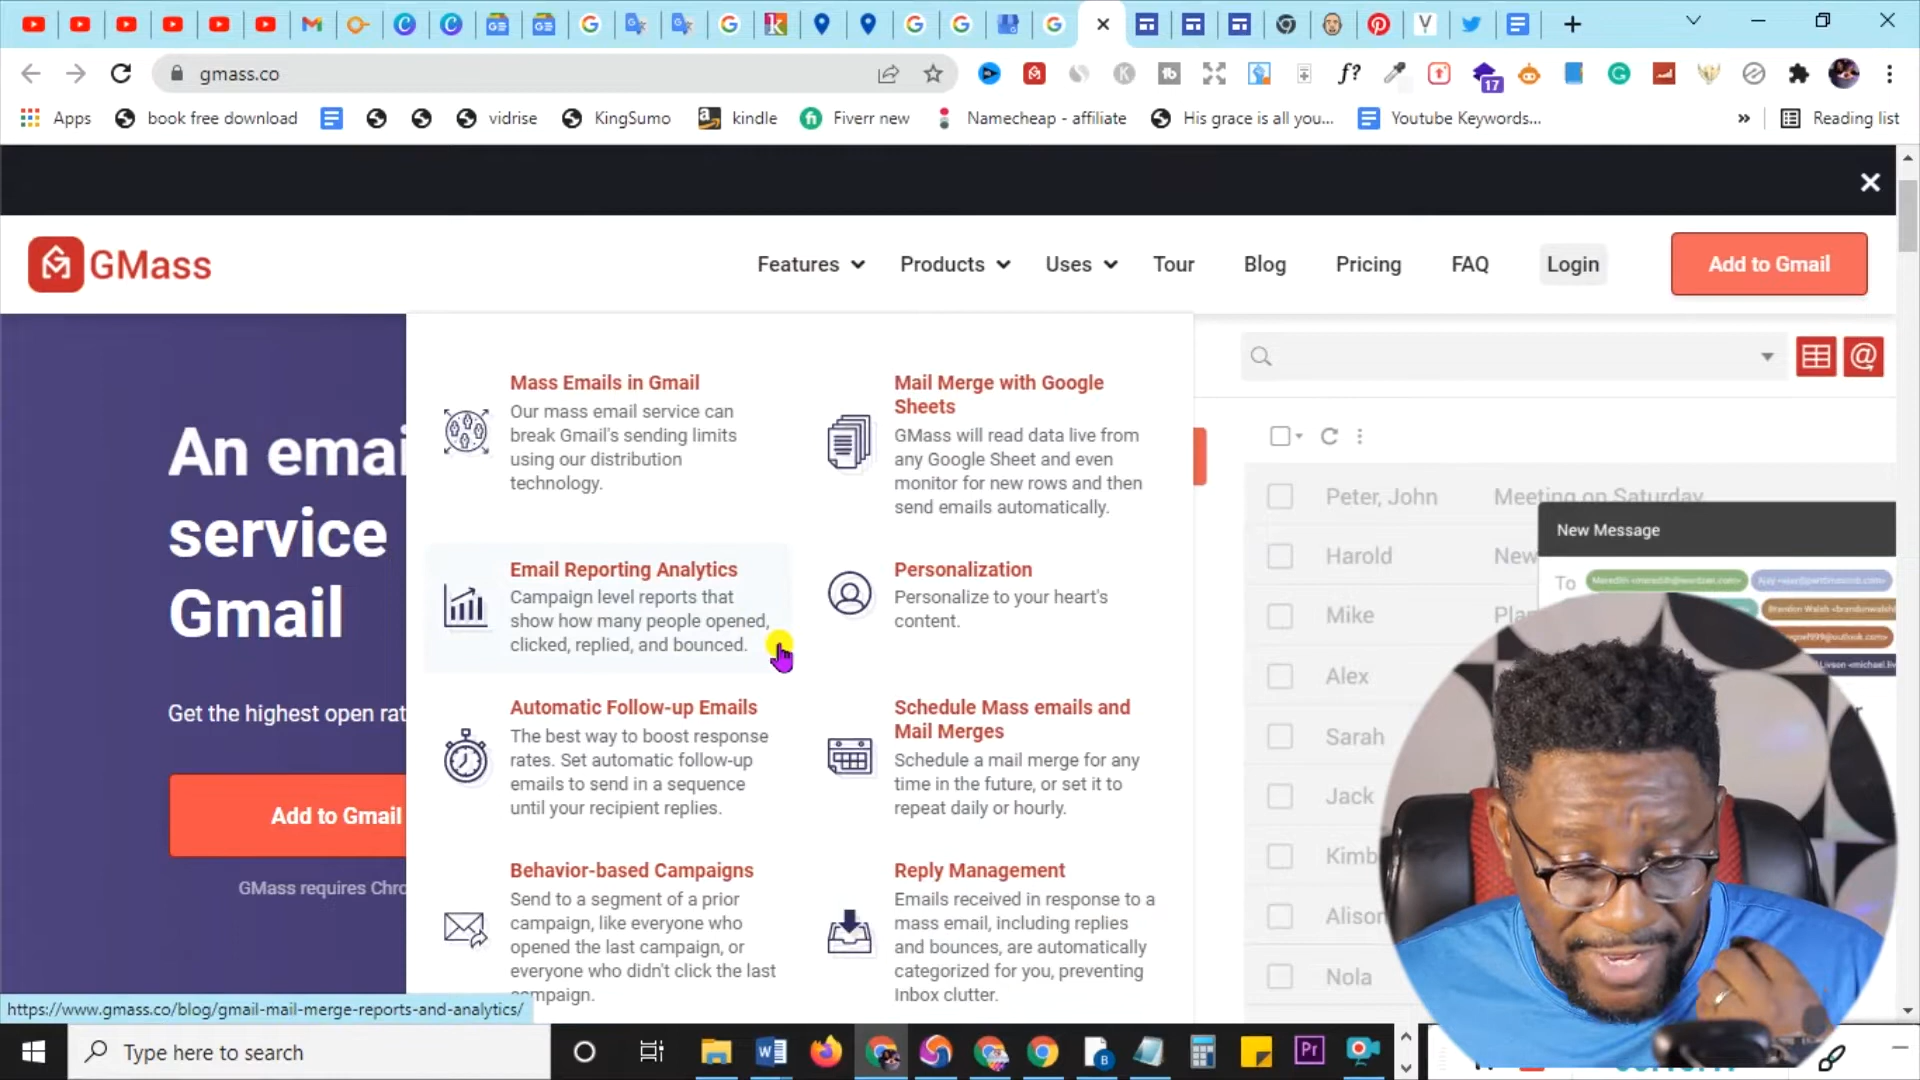 gmass.co
17
Apps
book free download
vidrise
KingSumo
kindle
Fiverr new
Namecheap - affiliate
His grace is all you...
Youtube Keywords...
»
Reading list
GMass
Features
Products
Uses
Tour
Blog
Pricing
FAQ
Login
Add to Gmail
An emai
service
Gmail
Get the highest open rat
Add to Gmail
GMass requires Chro
Mass Emails in Gmail
Our mass email service can
break Gmail's sending limits
using our distribution
technology.
Mail Merge with Google
Sheets
GMass will read data live from
any Google Sheet and even
monitor for new rows and then
send emails automatically.
Email Reporting Analytics
Campaign level reports that
show how many people opened,
clicked, replied, and bounced.
Personalization
Personalize to your heart's
content.
Automatic Follow-up Emails
The best way to boost response
rates. Set automatic follow-up
emails to send in a sequence
until your recipient replies.
Schedule Mass emails and
Mail Merges
Schedule a mail merge for any
time in the future, or set it to
repeat daily or hourly.
Behavior-based Campaigns
Send to a segment of a prior
campaign, like everyone who
opened the last campaign, or
everyone who didn't click the last
campaign.
Reply Management
Emails received in response to a
mass email, including replies
and bounces, are automatically
categorized for you, preventing
Inbox clutter.
Peter, John Meeting on Saturday
Harold New
Mike
Alex
Sarah
Jack
Kimb
Alison
Nola
New Message
To
https://www.gmass.co/blog/gmail-mail-merge-reports-and-analytics/
Type here to search
Pr